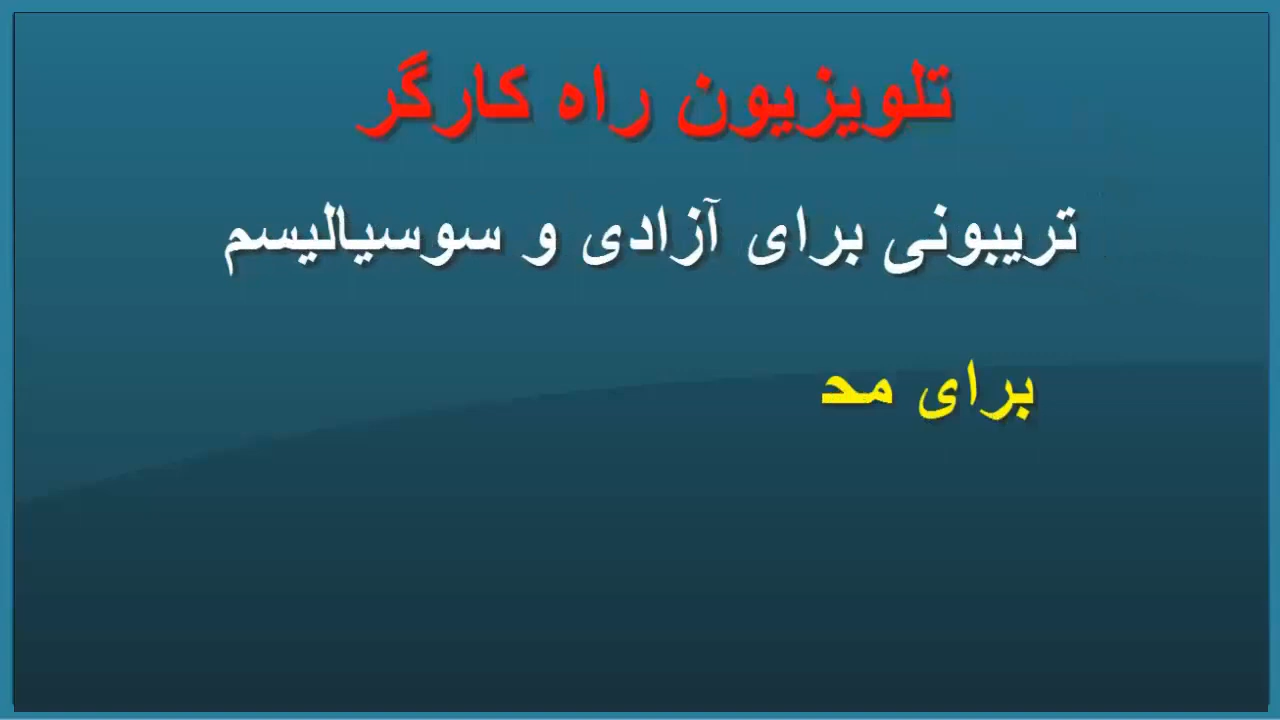 تلویزیون راه کارگر
تریبونی برای آزادی و سوسیالیسم
برای مد